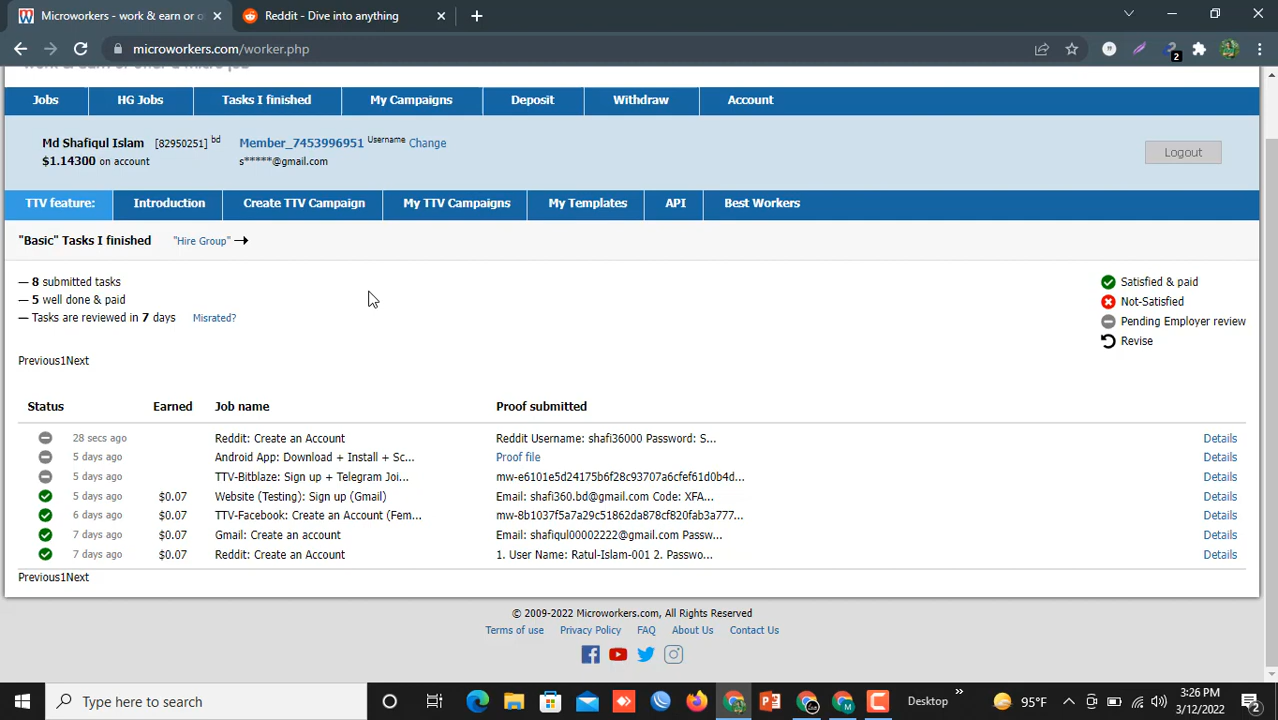 Microworkers - work & earn or o
Reddit - Dive into anything
microworkers.com/worker.php
2
Jobs
HG Jobs
Tasks I finished
My Campaigns
Deposit
Withdraw
Account
Md Shafiqul Islam [82950251] bd
Member_7453996951 Username Change
$1.14300 on account
s*****@gmail.com
Logout
TTV feature:
Introduction
Create TTV Campaign
My TTV Campaigns
My Templates
API
Best Workers
"Basic" Tasks I finished
"Hire Group"
— 8 submitted tasks
— 5 well done & paid
— Tasks are reviewed in 7 days
Misrated?
Satisfied & paid
Not-Satisfied
Pending Employer review
Revise
Previous1Next
Status Earned Job name Proof submitted
28 secs ago Reddit: Create an Account Reddit Username: shafi36000 Password: S... Details
5 days ago Android App: Download + Install + Sc... Proof file Details
5 days ago TTV-Bitblaze: Sign up + Telegram Joi... mw-e6101e5d24175b6f28c93707a6cfef61d0b4d... Details
5 days ago $0.07 Website (Testing): Sign up (Gmail) Email: shafi360.bd@gmail.com Code: XFA... Details
6 days ago $0.07 TTV-Facebook: Create an Account (Fem... mw-8b1037f5a7a29c51862da878cf820fab3a777... Details
7 days ago $0.07 Gmail: Create an account Email: shafiqul00002222@gmail.com Passw... Details
7 days ago $0.07 Reddit: Create an Account 1. User Name: Ratul-Islam-001 2. Passwo... Details
Previous1Next
© 2009-2022 Microworkers.com, All Rights Reserved
Terms of use
Privacy Policy
FAQ
About Us
Contact Us
Type here to search
Desktop
95°F
3:26 PM
3/12/2022
2